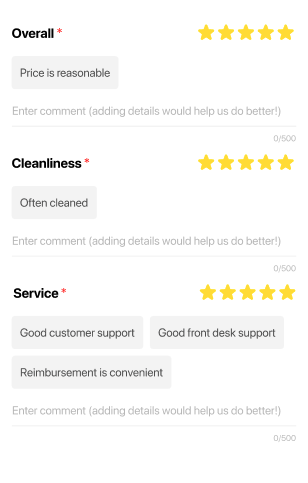 Overall *
Price is reasonable
Enter comment (adding details would help us do better!)
0/500
Cleanliness *
Often cleaned
Enter comment (adding details would help us do better!)
0/500
Service *
Good customer support Good front desk support
Reimbursement is convenient
Enter comment (adding details would help us do better!)
0/500